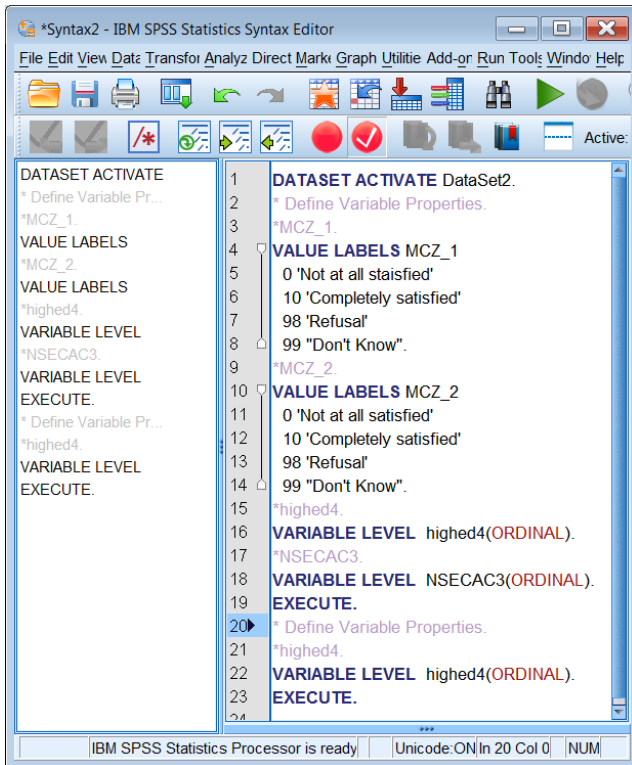 *Syntax2 - IBM SPSS Statistics Syntax Editor
File Edit View Data Transfor Analyz Direct Marke Graph Utilitie Add-on Run Tools Windo Help
Active:
DATASET ACTIVATE
* Define Variable Pr...
*MCZ_1.
VALUE LABELS
*MCZ_2.
VALUE LABELS
*highed4.
VARIABLE LEVEL
*NSECAC3.
VARIABLE LEVEL
EXECUTE.
* Define Variable Pr...
*highed4.
VARIABLE LEVEL
EXECUTE.
1 DATASET ACTIVATE DataSet2.
2 * Define Variable Properties.
3 *MCZ_1.
4 VALUE LABELS MCZ_1
5 0 'Not at all staisfied'
6 10 'Completely satisfied'
7 98 'Refusal'
8 99 "Don't Know".
9 *MCZ_2.
10 VALUE LABELS MCZ_2
11 0 'Not at all satisfied'
12 10 'Completely satisfied'
13 98 'Refusal'
14 99 "Don't Know".
15 *highed4.
16 VARIABLE LEVEL highed4(ORDINAL).
17 *NSECAC3.
18 VARIABLE LEVEL NSECAC3(ORDINAL).
19 EXECUTE.
20 * Define Variable Properties.
21 *highed4.
22 VARIABLE LEVEL highed4(ORDINAL).
23 EXECUTE.
24
IBM SPSS Statistics Processor is ready Unicode:ON In 20 Col 0 NUM